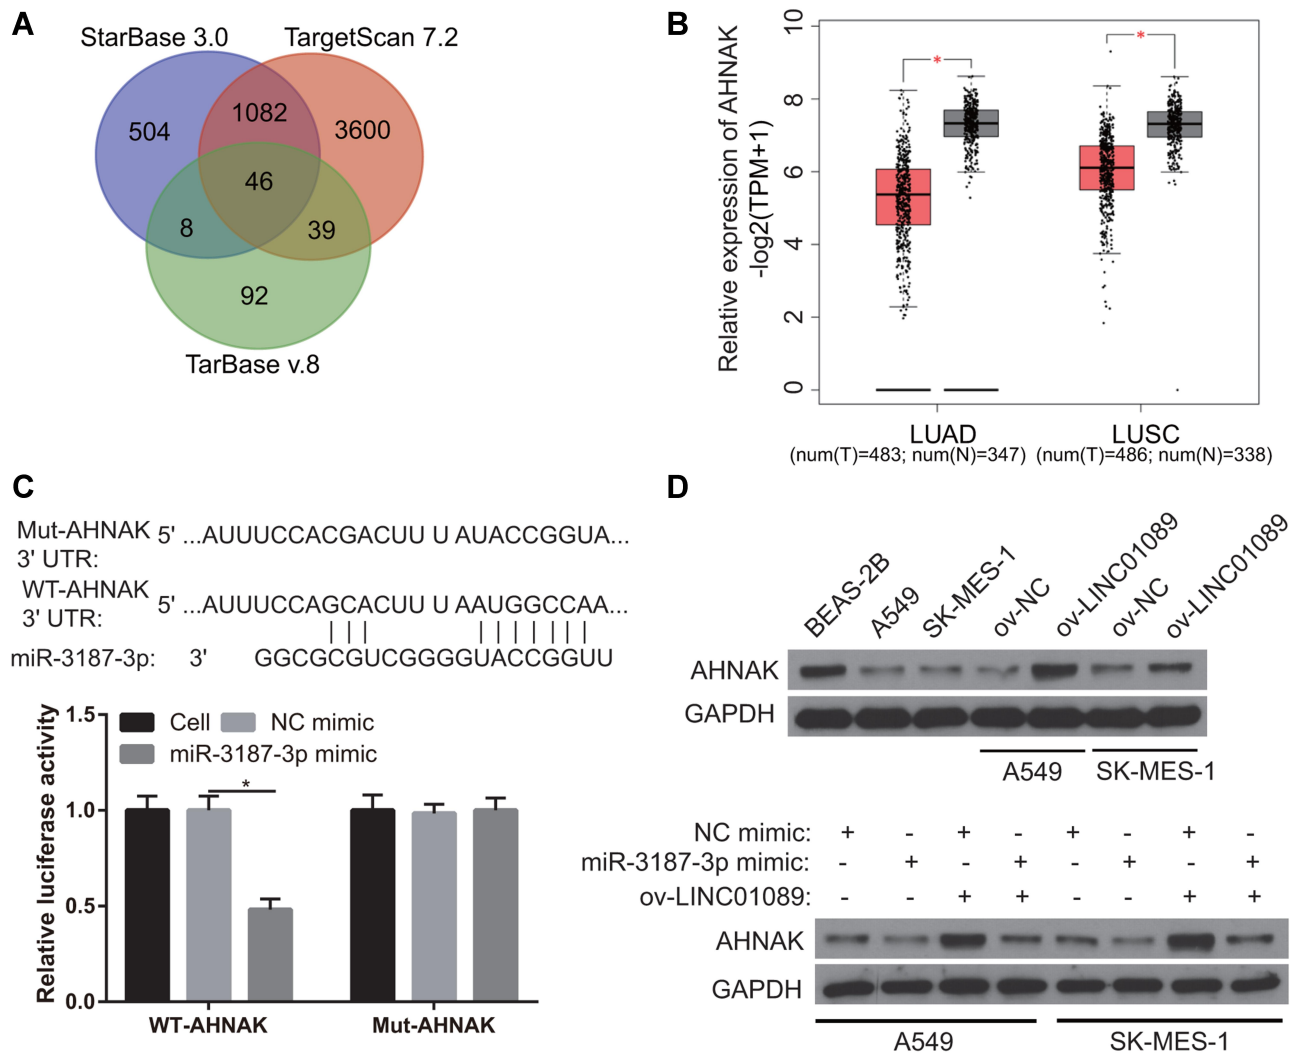 A
StarBase 3.0
TargetScan 7.2
504
1082
3600
46
8
39
92
TarBase v.8
B
Relative expression of AHNAK
-log2(TPM+1)
10
8
6
4
2
0
*
*
LUAD
(num(T)=483; num(N)=347)
LUSC
(num(T)=486; num(N)=338)
C
Mut-AHNAK
3' UTR:
5' ...AUUUCCACGACUU U AUACCGGUA...
WT-AHNAK
3' UTR:
5' ...AUUUCCAGCACUU U AAUGGCCAA...
miR-3187-3p: 3' GGCGCGUCGGGGUACCGGUU
Relative luciferase activity
1.5
1.0
0.5
0.0
Cell
NC mimic
miR-3187-3p mimic
*
WT-AHNAK
Mut-AHNAK
D
BEAS-2B
A549
SK-MES-1
ov-NC
ov-LINC01089
ov-NC
ov-LINC01089
AHNAK
GAPDH
A549
SK-MES-1
NC mimic: + - + - + - + -
miR-3187-3p mimic: - + - + - + - +
ov-LINC01089: - - + + - - + +
AHNAK
GAPDH
A549
SK-MES-1